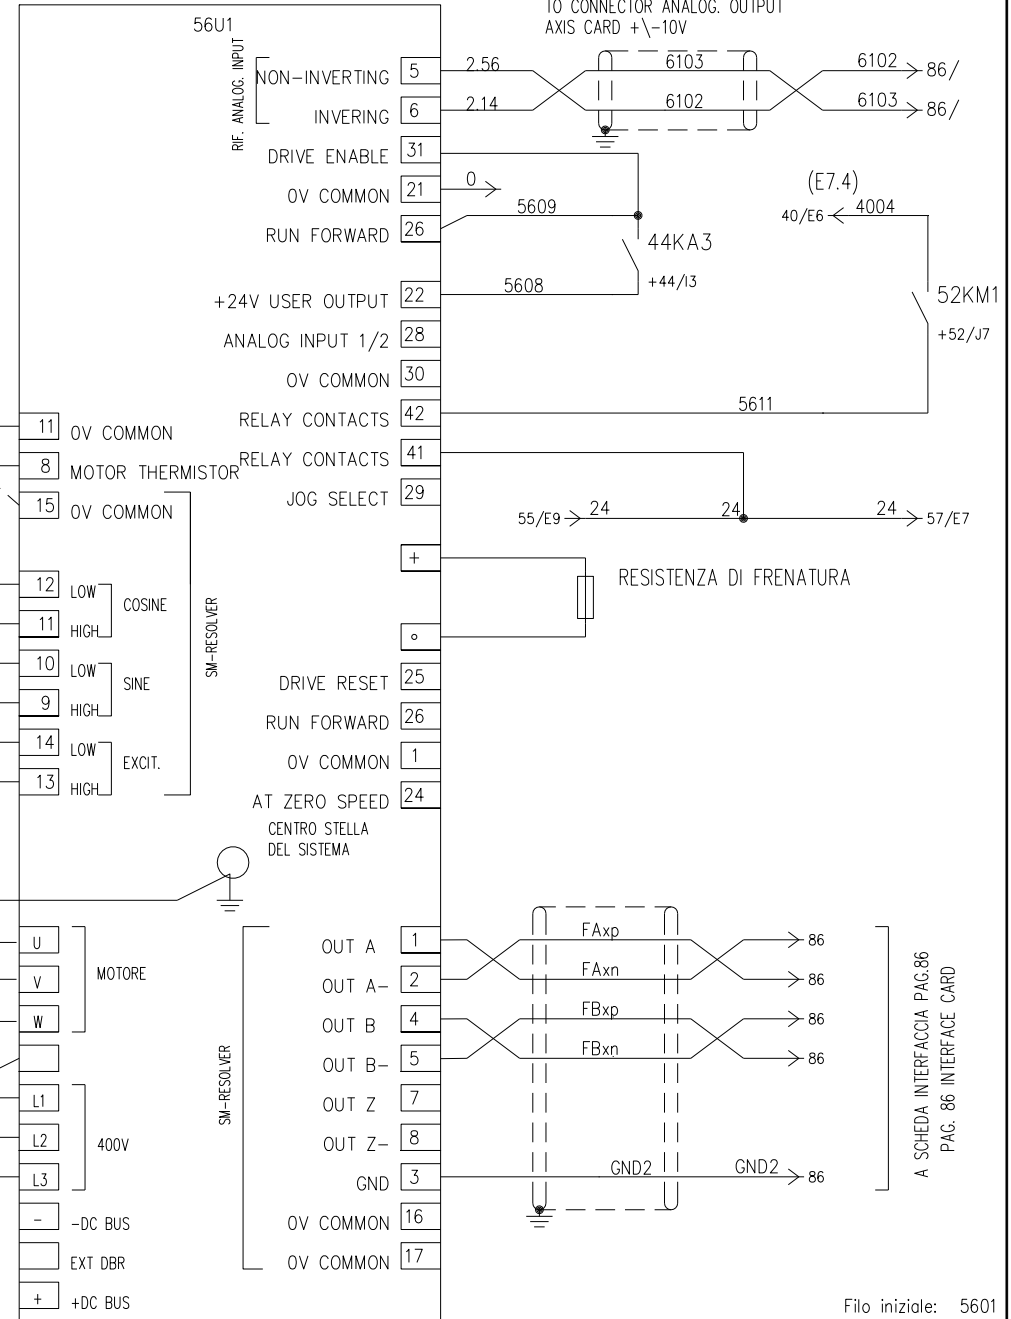 TO CONNECTOR ANALOG. OUTPUT
AXIS CARD +\-10V
56U1
RIF. ANALOG. INPUT
NON-INVERTING 5 2.56 6103 6102 86/
INVERING 6 2.14 6102 6103 86/
DRIVE ENABLE 31
0V COMMON 21 0
(E7.4)
RUN FORWARD 26 5609 40/E6 4004
44KA3
+44/I3
+24V USER OUTPUT 22 5608
52KM1
+52/J7
ANALOG INPUT 1/2 28
0V COMMON 30
RELAY CONTACTS 42 5611
11 0V COMMON
RELAY CONTACTS 41
8 MOTOR THERMISTOR
JOG SELECT 29
15 0V COMMON
55/E9 24 24 24 57/E7
+
RESISTENZA DI FRENATURA
12 LOW
COSINE
11 HIGH
SM-RESOLVER
10 LOW
SINE
9 HIGH
14 LOW
EXCIT.
13 HIGH
DRIVE RESET 25
RUN FORWARD 26
0V COMMON 1
AT ZERO SPEED 24
CENTRO STELLA
DEL SISTEMA
U
V
W
MOTORE
L1
L2
L3
400V
- -DC BUS
EXT DBR
+ +DC BUS
SM-RESOLVER
OUT A 1 FAxp 86
OUT A- 2 FAxn 86
OUT B 4 FBxp 86
OUT B- 5 FBxn 86
OUT Z 7
OUT Z- 8
GND 3 GND2 GND2 86
0V COMMON 16
0V COMMON 17
A SCHEDA INTERFACCIA PAG.86
PAG. 86 INTERFACE CARD
Filo iniziale: 5601